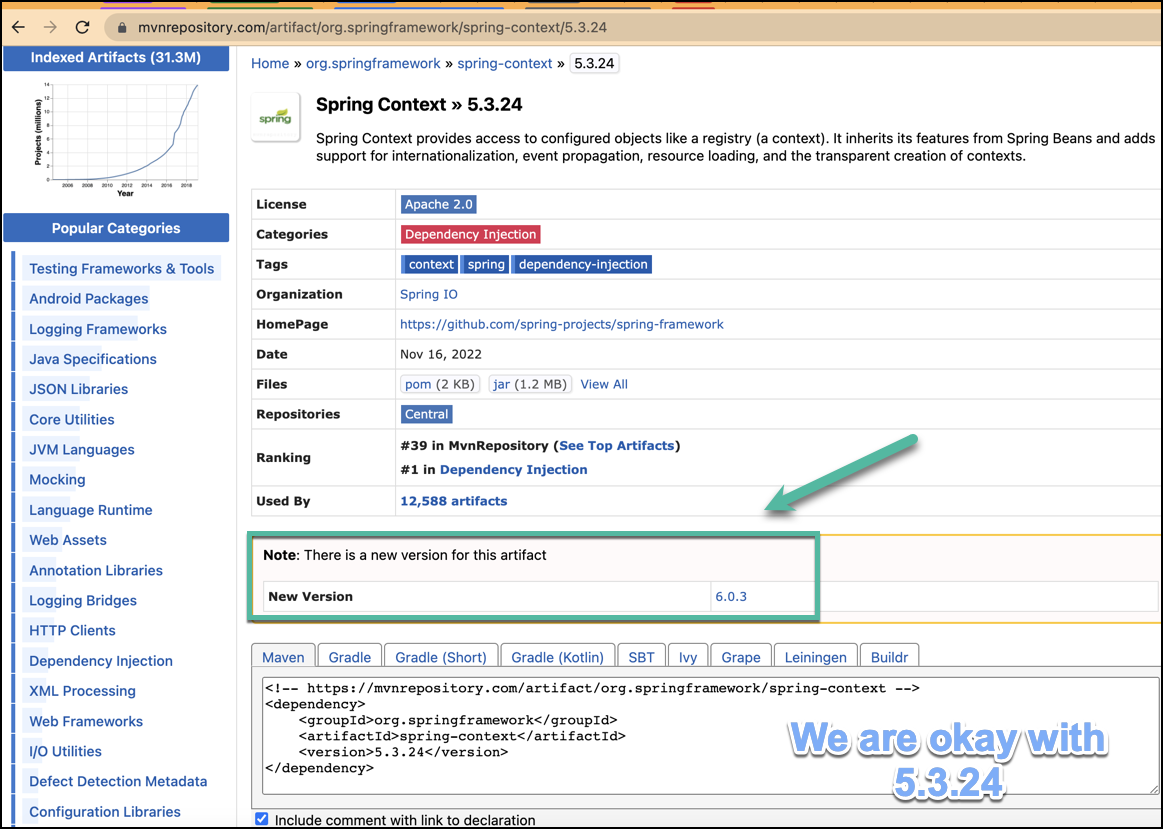 mvnrepository.com/artifact/org.springframework/spring-context/5.3.24
Indexed Artifacts (31.3M)
Projects (millions)
14
12
10
8
6
4
2
0
2006 2008 2010 2012 2014 2016 2018
Year
Popular Categories
Testing Frameworks & Tools
Android Packages
Logging Frameworks
Java Specifications
JSON Libraries
Core Utilities
JVM Languages
Mocking
Language Runtime
Web Assets
Annotation Libraries
Logging Bridges
HTTP Clients
Dependency Injection
XML Processing
Web Frameworks
I/O Utilities
Defect Detection Metadata
Configuration Libraries
Home » org.springframework » spring-context » 5.3.24
spring
Spring Context » 5.3.24
Spring Context provides access to configured objects like a registry (a context). It inherits its features from Spring Beans and adds
support for internationalization, event propagation, resource loading, and the transparent creation of contexts.
License Apache 2.0
Categories Dependency Injection
Tags context spring dependency-injection
Organization Spring IO
HomePage https://github.com/spring-projects/spring-framework
Date Nov 16, 2022
Files pom (2 KB) jar (1.2 MB) View All
Repositories Central
Ranking #39 in MvnRepository (See Top Artifacts)
#1 in Dependency Injection
Used By 12,588 artifacts
Note: There is a new version for this artifact
New Version 6.0.3
Maven Gradle Gradle (Short) Gradle (Kotlin) SBT Ivy Grape Leiningen Buildr
<!-- https://mvnrepository.com/artifact/org.springframework/spring-context -->
<dependency>
    <groupId>org.springframework</groupId>
    <artifactId>spring-context</artifactId>
    <version>5.3.24</version>
</dependency>
We are okay with
5.3.24
Include comment with link to declaration